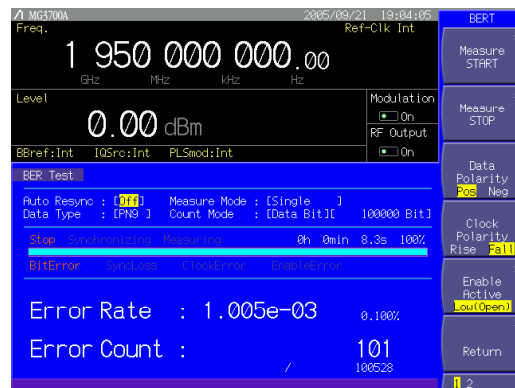 MG3700A 2005/09/21 19:04:05
Freq. Ref-Clk Int
1 950 000 000.00
GHz MHz kHz Hz
Level
0.00 dBm
Modulation
On
RF Output
On
BBref:Int IQSrc:Int PLSmod:Int
BER Test
Auto Resync : [Off] Measure Mode : [Single ]
Data Type : [PN9 ] Count Mode : [Data Bit][ 100000 Bit]
Stop Synchronizing Measuring 0h 0min 8.3s 100%
BitError SyncLoss ClockError EnableError
Error Rate : 1.005e-03 0.100%
Error Count : 101
/ 100528
BERT
Measure
START
Measure
STOP
Data
Polarity
Pos Neg
Clock
Polarity
Rise Fall
Enable
Active
Low(Open)
Return
1 2